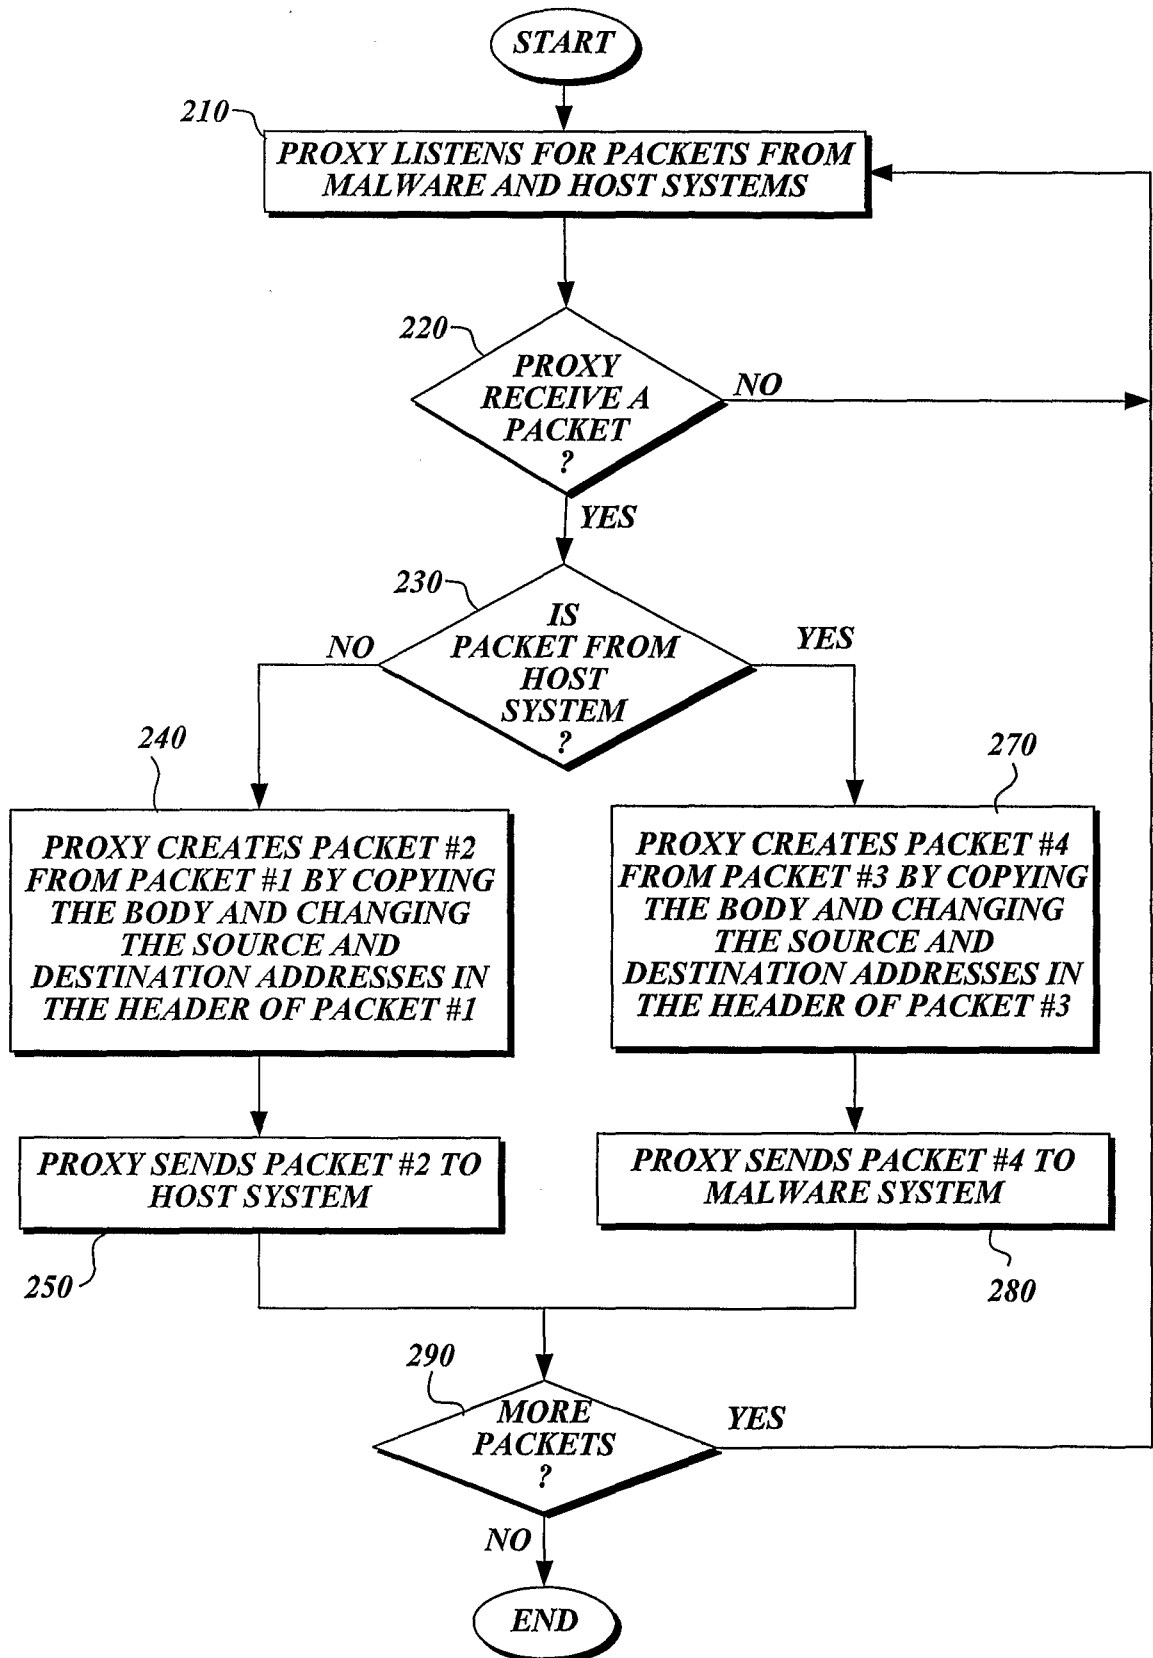 START
210
PROXY LISTENS FOR PACKETS FROM
MALWARE AND HOST SYSTEMS
220
PROXY
RECEIVE A
PACKET
?
NO
YES
230
IS
PACKET FROM
HOST
SYSTEM
?
NO
YES
240
PROXY CREATES PACKET #2
FROM PACKET #1 BY COPYING
THE BODY AND CHANGING
THE SOURCE AND
DESTINATION ADDRESSES IN
THE HEADER OF PACKET #1
270
PROXY CREATES PACKET #4
FROM PACKET #3 BY COPYING
THE BODY AND CHANGING
THE SOURCE AND
DESTINATION ADDRESSES IN
THE HEADER OF PACKET #3
PROXY SENDS PACKET #2 TO
HOST SYSTEM
250
PROXY SENDS PACKET #4 TO
MALWARE SYSTEM
280
290
MORE
PACKETS
?
YES
NO
END